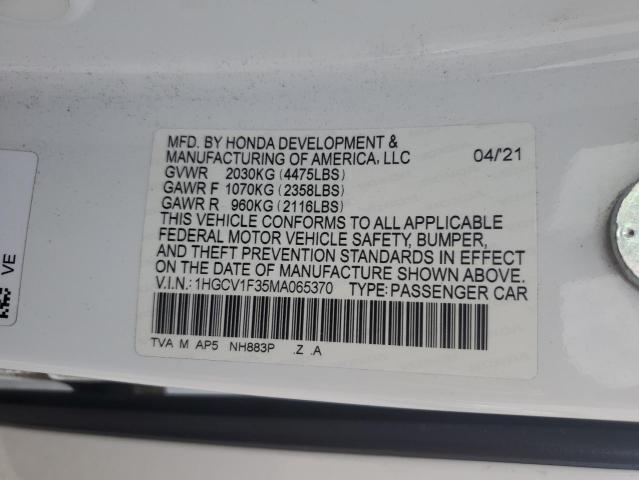 MFD. BY HONDA DEVELOPMENT &
MANUFACTURING OF AMERICA, LLC 04/'21
GVWR 2030KG (4475LBS)
GAWR F 1070KG (2358LBS)
GAWR R 960KG (2116LBS)
THIS VEHICLE CONFORMS TO ALL APPLICABLE
FEDERAL MOTOR VEHICLE SAFETY, BUMPER,
AND THEFT PREVENTION STANDARDS IN EFFECT
ON THE DATE OF MANUFACTURE SHOWN ABOVE.
V.I.N.: 1HGCV1F35MA065370 TYPE: PASSENGER CAR
TVA M AP5 NH883P .Z .A
VE